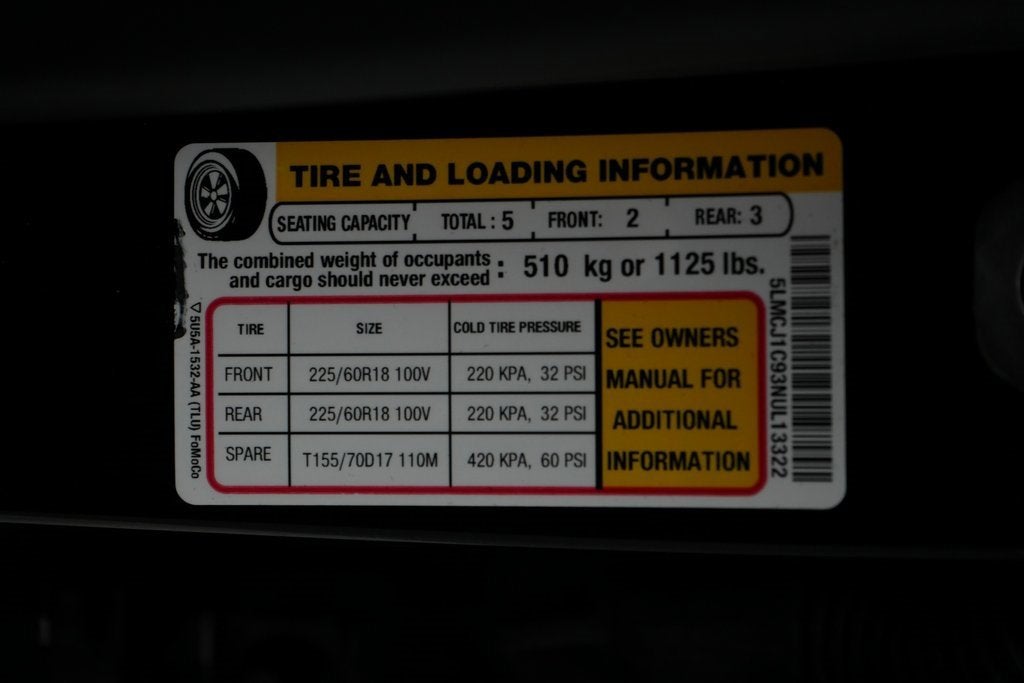 TIRE AND LOADING INFORMATION
SEATING CAPACITY TOTAL : 5 FRONT: 2 REAR: 3
The combined weight of occupants
and cargo should never exceed : 510 kg or 1125 lbs.
TIRE SIZE COLD TIRE PRESSURE
FRONT 225/60R18 100V 220 KPA, 32 PSI
REAR 225/60R18 100V 220 KPA, 32 PSI
SPARE T155/70D17 110M 420 KPA, 60 PSI
SEE OWNERS
MANUAL FOR
ADDITIONAL
INFORMATION
5LMCJ1C93NUL13322
5U5A-1532-AA (TLU) FoMoCo